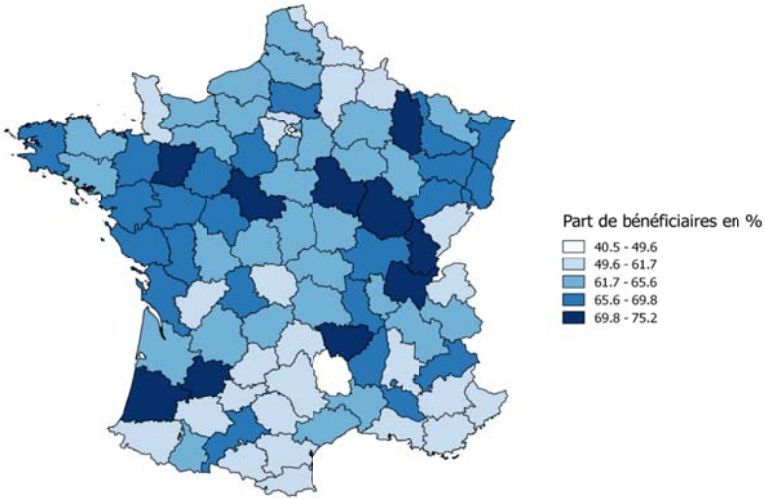 Part de bénéficiaires en %
40.5 - 49.6
49.6 - 61.7
61.7 - 65.6
65.6 - 69.8
69.8 - 75.2